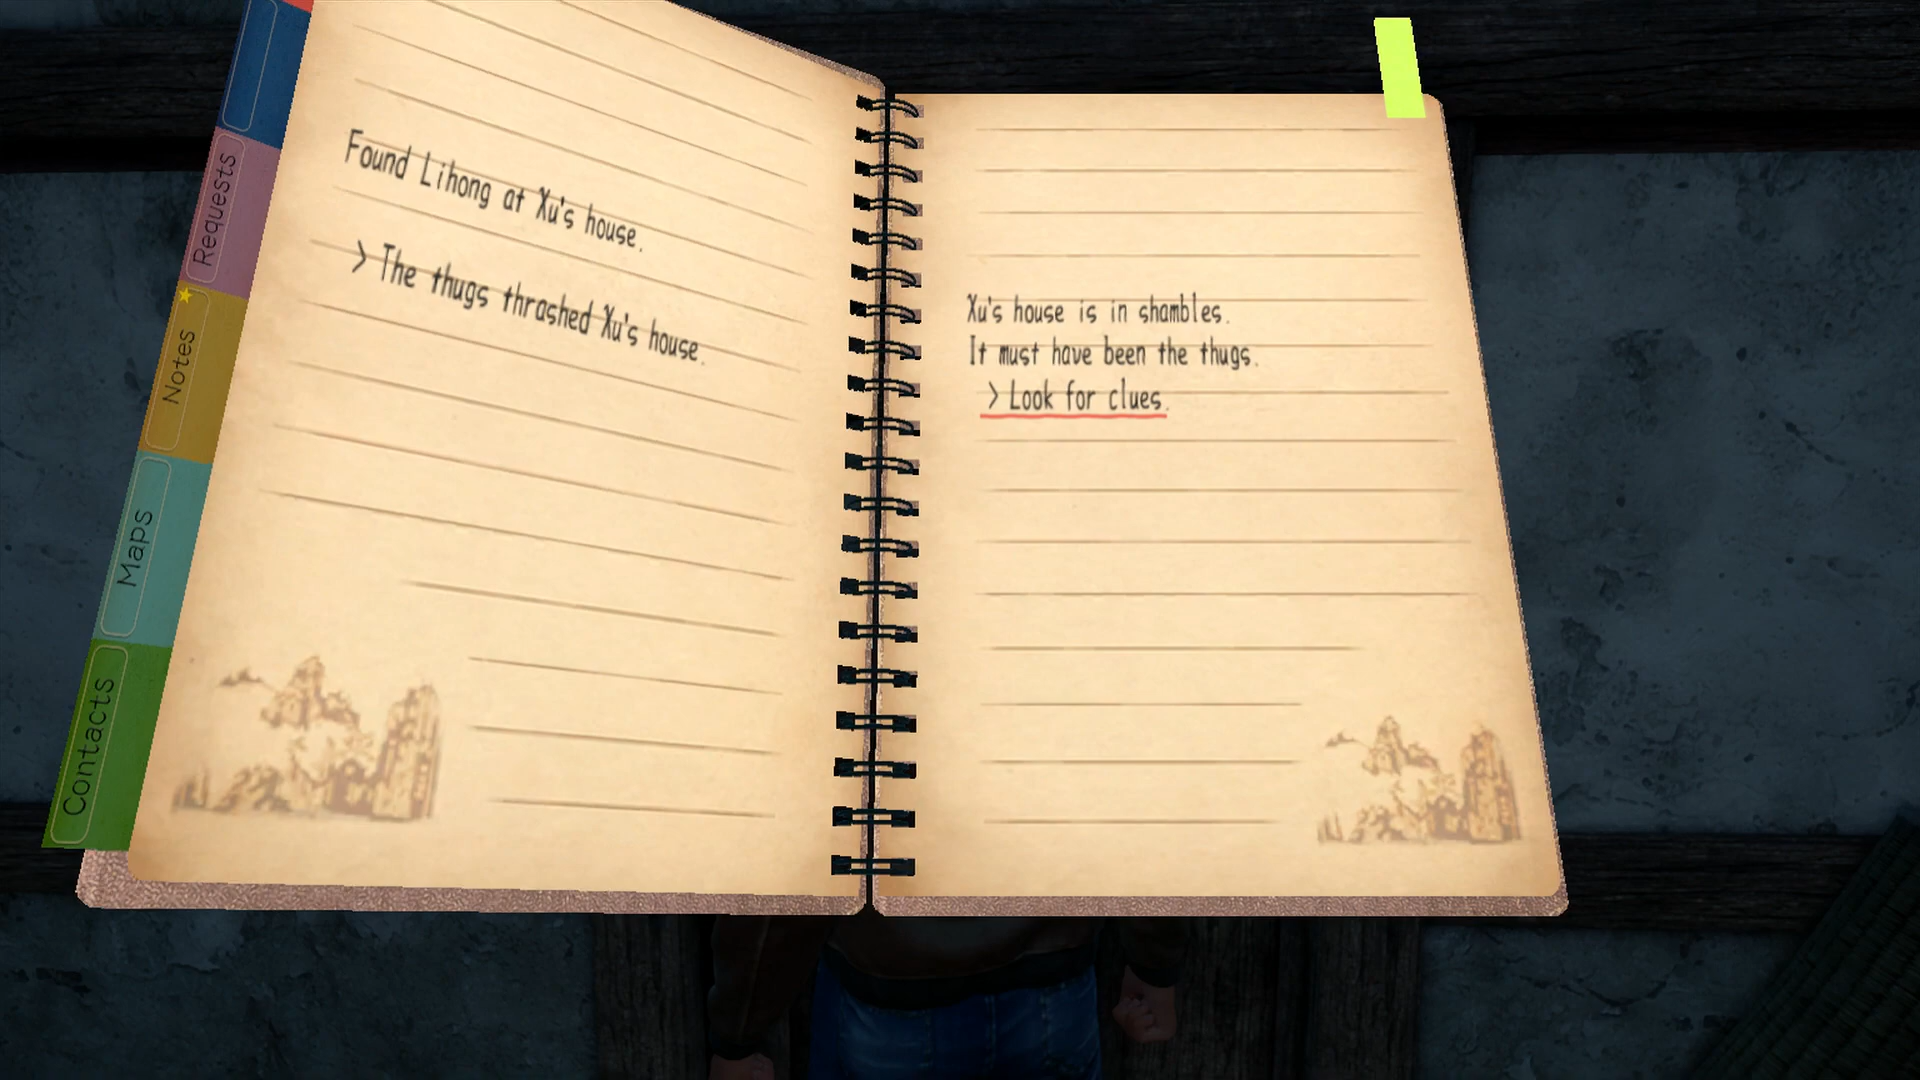 Requests
Notes
Maps
Contacts
Found Lihong at Xu's house.
> The thugs thrashed Xu's house.
Xu's house is in shambles.
It must have been the thugs.
> Look for clues.